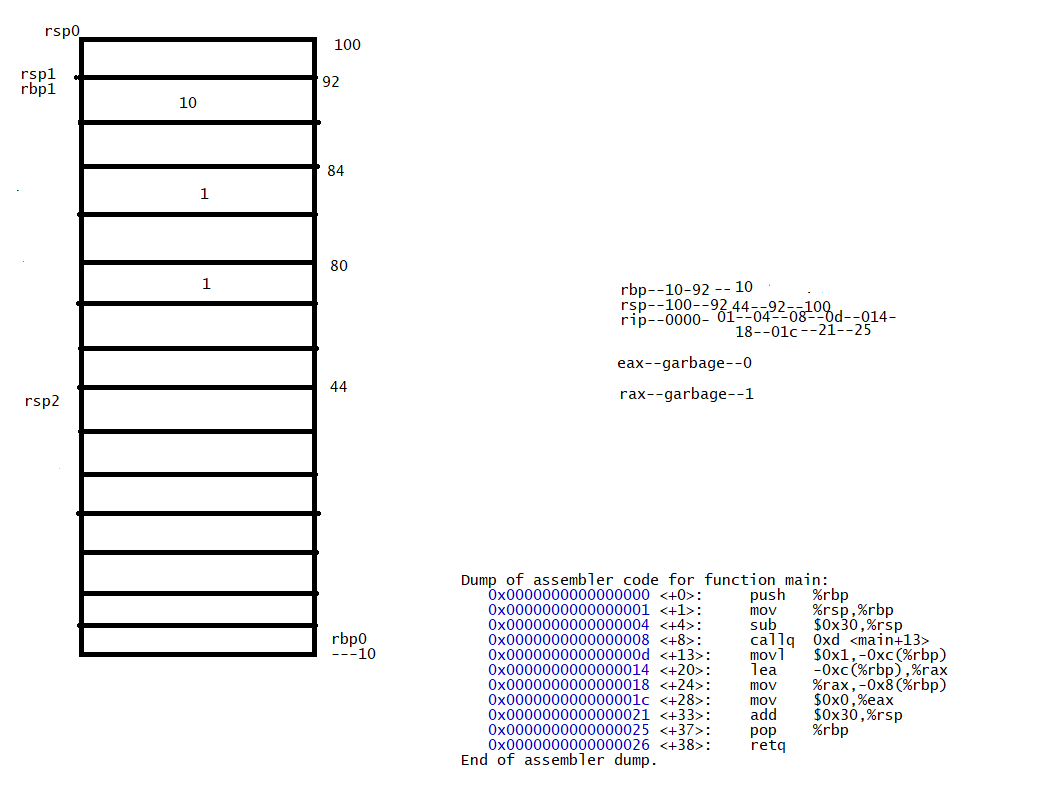 rsp0
100
rsp1
rbp1
92
10
84
1
80
1
44
rsp2
rbp0
---10
rbp--10-92 -- 10
rsp--100--92 44--92--100
rip--0000- 01--04--08--0d--014-
18--01c--21--25
eax--garbage--0
rax--garbage--1
Dump of assembler code for function main:
0x0000000000000000 <+0>: push %rbp
0x0000000000000001 <+1>: mov %rsp,%rbp
0x0000000000000004 <+4>: sub $0x30,%rsp
0x0000000000000008 <+8>: callq 0xd <main+13>
0x000000000000000d <+13>: movl $0x1,-0xc(%rbp)
0x0000000000000014 <+20>: lea -0xc(%rbp),%rax
0x0000000000000018 <+24>: mov %rax,-0x8(%rbp)
0x000000000000001c <+28>: mov $0x0,%eax
0x0000000000000021 <+33>: add $0x30,%rsp
0x0000000000000025 <+37>: pop %rbp
0x0000000000000026 <+38>: retq
End of assembler dump.